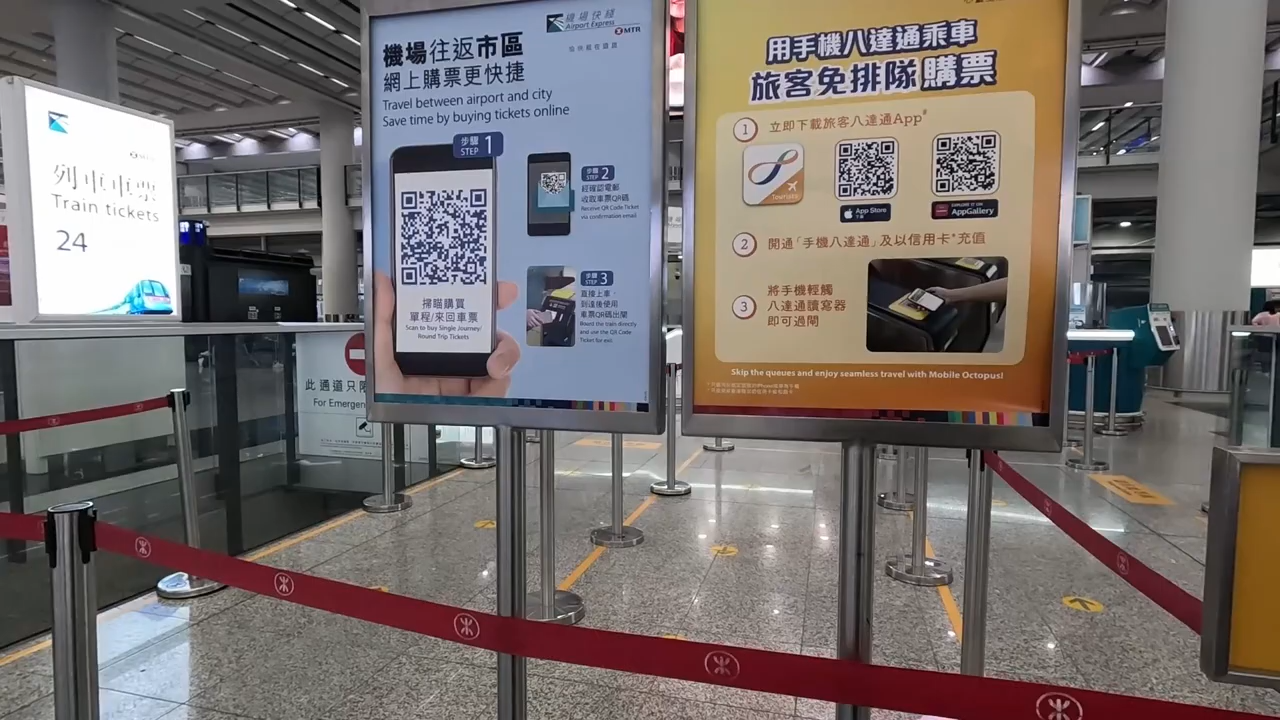 列車車票
Train tickets
24
此通道只限
For Emergen
機場快綫
Airport Express
MTR
機場往返市區
網上購票更快捷
Travel between airport and city
Save time by buying tickets online
步驟 STEP 1
掃瞄購買
單程/來回車票
Scan to buy Single Journey/
Round Trip Tickets
步驟 STEP 2
經確認電郵
收取車票QR碼
Receive QR Code Ticket
via confirmation email
步驟 STEP 3
直接上車,
到達後使用
車票QR碼出閘
Board the train directly
and use the QR Code
Ticket for exit
用手機八達通乘車
旅客免排隊購票
1 立即下載旅客八達通App#
Tourists
App Store
下載
EXPLORE IT ON
AppGallery
2 開通「手機八達通」及以信用卡*充值
3 將手機輕觸
八達通讀寫器
即可過閘
Skip the queues and enjoy seamless travel with Mobile Octopus!